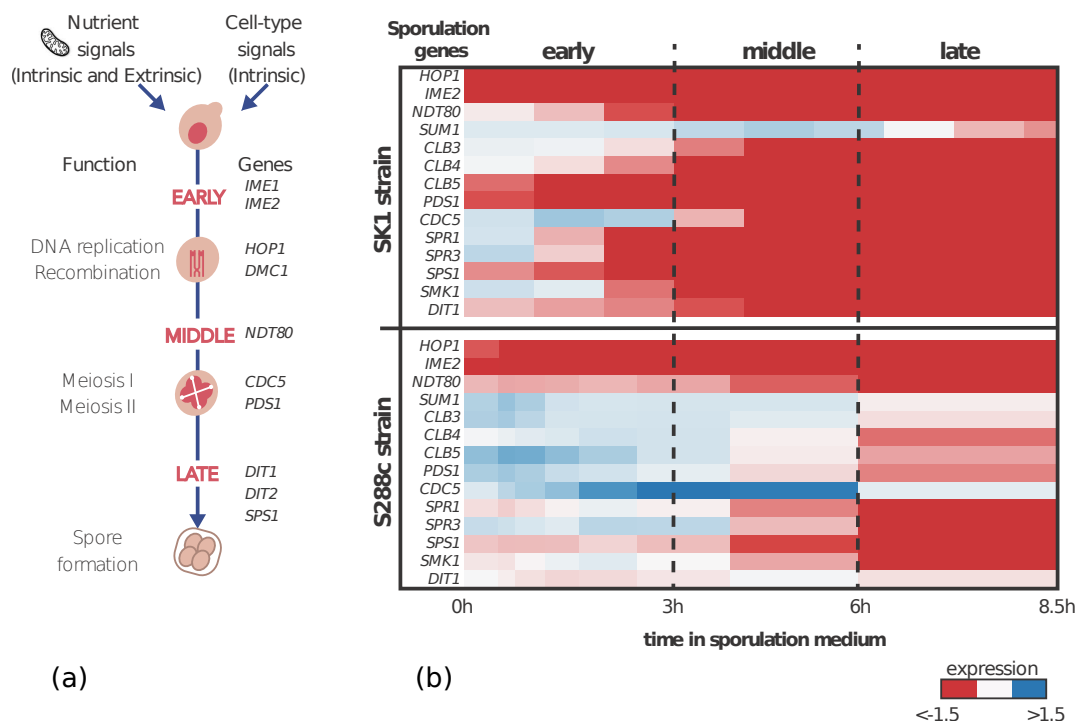 Nutrient
signals
(Intrinsic and Extrinsic)
Cell-type
signals
(Intrinsic)
Function
Genes
EARLY
IME1
IME2
DNA replication
Recombination
HOP1
DMC1
MIDDLE
NDT80
Meiosis I
Meiosis II
CDC5
PDS1
LATE
DIT1
DIT2
SPS1
Spore
formation
(a)
Sporulation
genes
early
middle
late
SK1 strain
HOP1
IME2
NDT80
SUM1
CLB3
CLB4
CLB5
PDS1
CDC5
SPR1
SPR3
SPS1
SMK1
DIT1
S288c strain
HOP1
IME2
NDT80
SUM1
CLB3
CLB4
CLB5
PDS1
CDC5
SPR1
SPR3
SPS1
SMK1
DIT1
0h 3h 6h 8.5h
time in sporulation medium
(b)
expression
<-1.5 >1.5